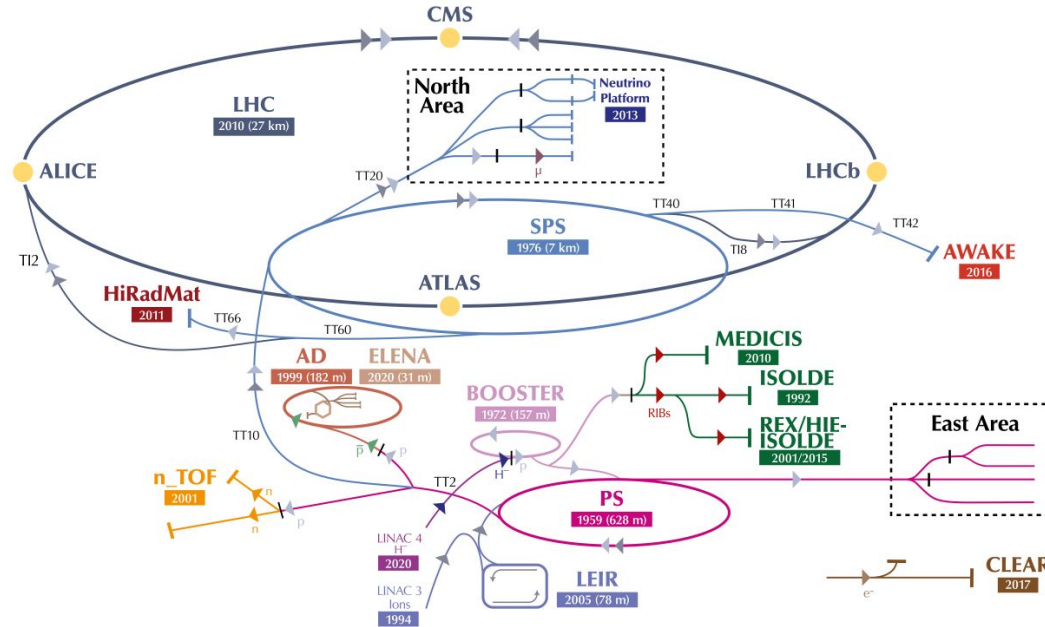 CMS
North
Area
Neutrino
Platform
2013
LHC
2010 (27 km)
ALICE
LHCb
TT20
μ
TT40
TT41
TT42
SPS
1976 (7 km)
TI8
TI2
AWAKE
2016
ATLAS
HiRadMat
2011
TT66
TT60
AD
1999 (182 m)
ELENA
2020 (31 m)
MEDICIS
2010
BOOSTER
1972 (157 m)
ISOLDE
1992
RIBs
REX/HIE-
ISOLDE
2001/2015
East Area
TT10
p̅
p
H⁻
p
n_TOF
2001
n
n
p
TT2
PS
1959 (628 m)
LINAC 4
H⁻
2020
LINAC 3
Ions
1994
LEIR
2005 (78 m)
CLEAR
2017
e⁻